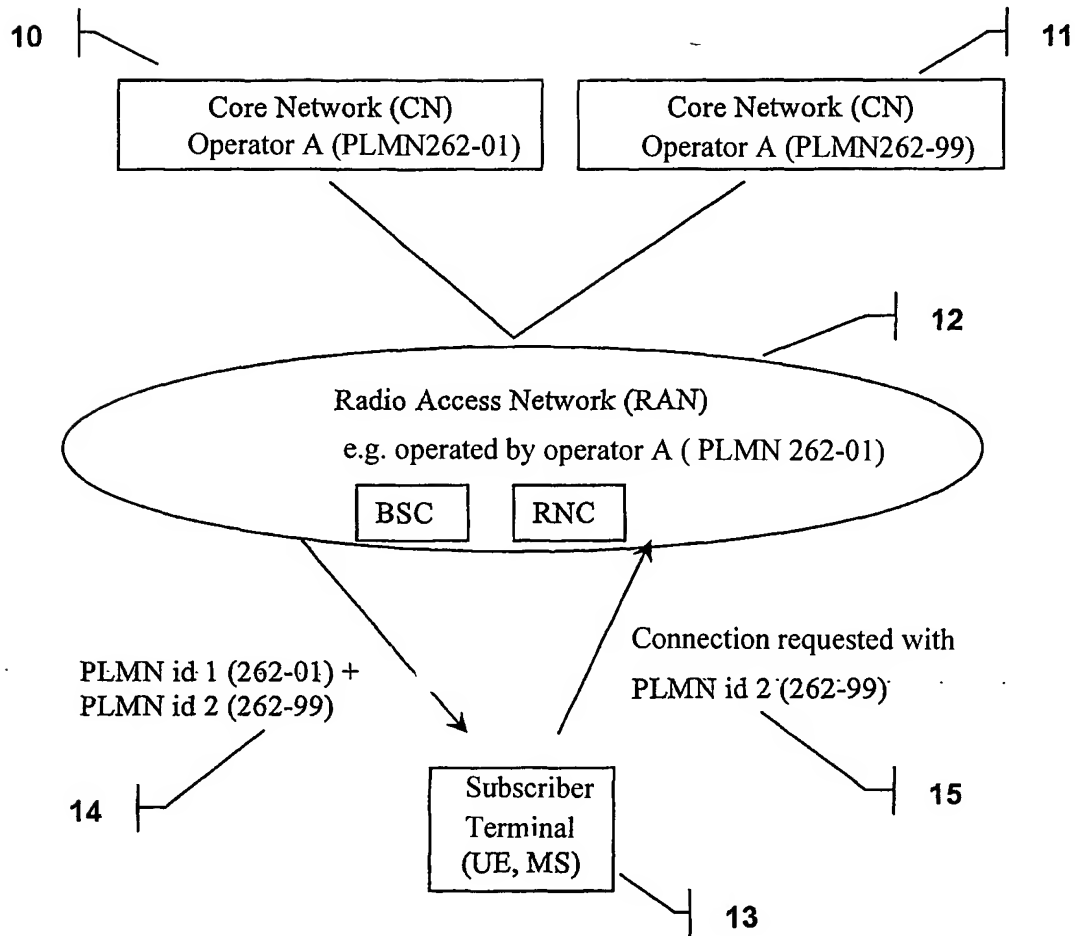 10
11
Core Network (CN)
Operator A (PLMN262-01)
Core Network (CN)
Operator A (PLMN262-99)
12
Radio Access Network (RAN)
e.g. operated by operator A ( PLMN 262-01)
BSC
RNC
PLMN id 1 (262-01) +
PLMN id 2 (262-99)
Connection requested with
PLMN id 2 (262-99)
14
15
Subscriber
Terminal
(UE, MS)
13